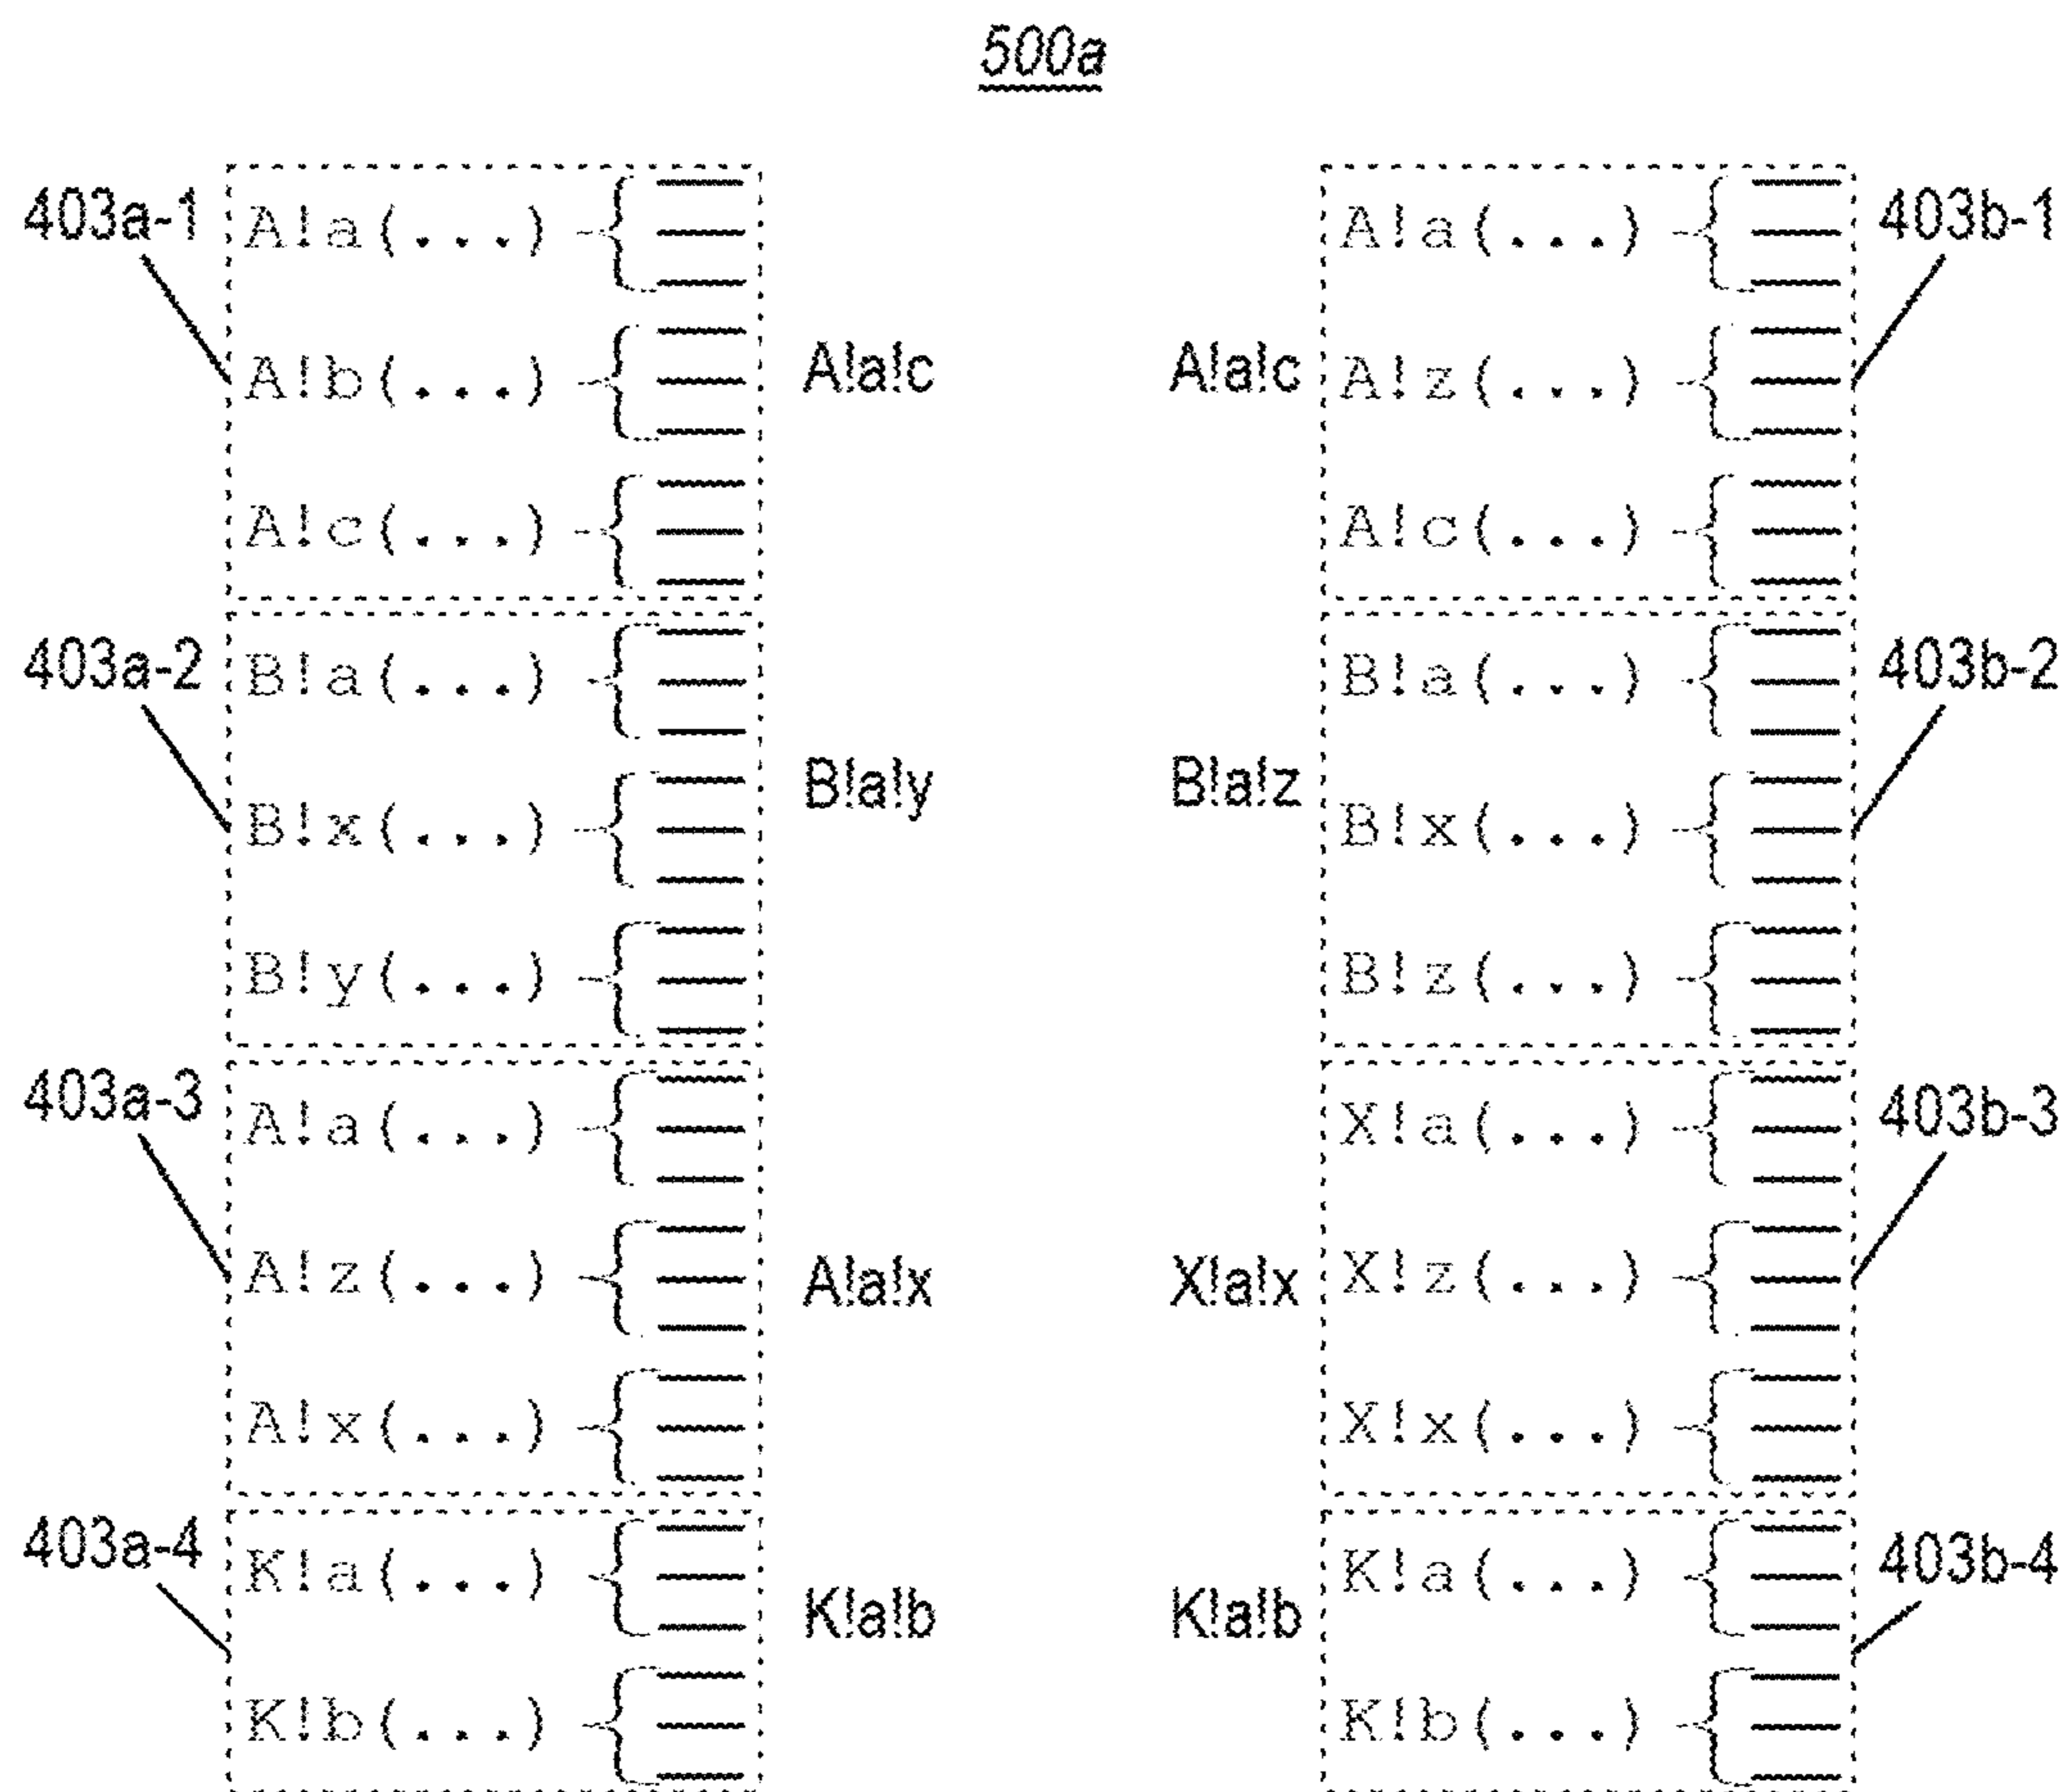 500a
403a-1 A!a(...) A!a(...) 403b-1
A!b(...) A!a!c A!a!c A!z(...)
A!c(...) A!c(...)
403a-2 B!a(...) B!a(...) 403b-2
B!x(...) B!a!y B!a!z B!x(...)
B!y(...) B!z(...)
403a-3 A!a(...) X!a(...) 403b-3
A!z(...) A!a!x X!a!x X!z(...)
A!x(...) X!x(...)
403a-4 K!a(...) K!a(...) 403b-4
K!a!b K!a!b
K!b(...) K!b(...)